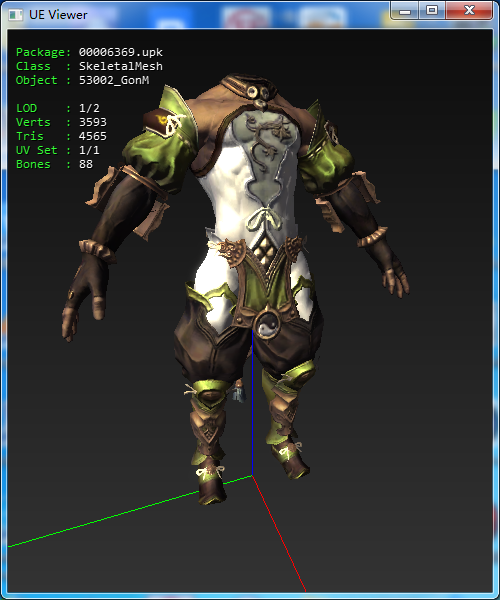 UE Viewer
Package: 00006369.upk
Class : SkeletalMesh
Object : 53002_GonM
LOD : 1/2
Verts : 3593
Tris : 4565
UV Set : 1/1
Bones : 88